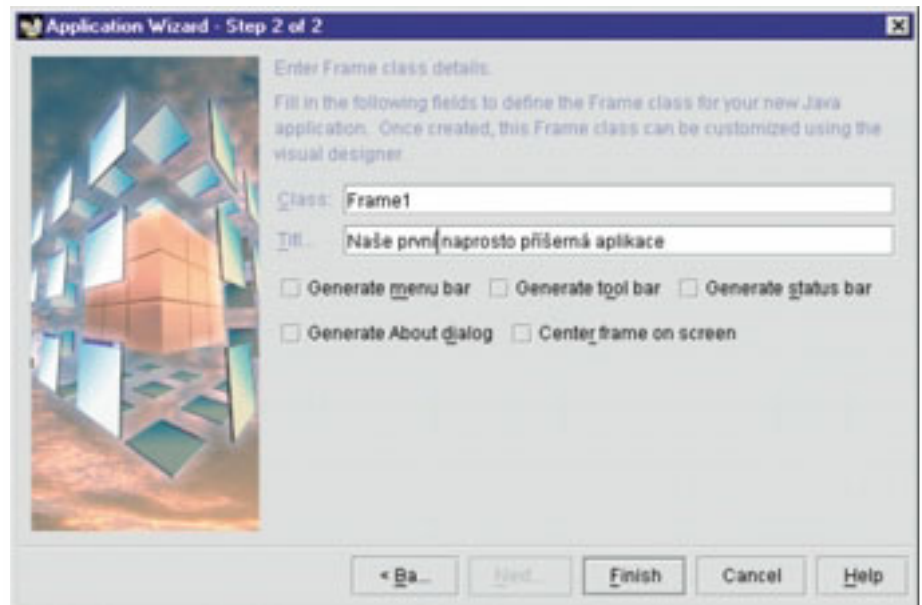 Application Wizard - Step 2 of 2
Enter Frame class details.
Fill in the following fields to define the Frame class for your new Java
application. Once created, this Frame class can be customized using the
visual designer.
Class: Frame1
Titl... Naše první naprosto příšerná aplikace
Generate menu bar Generate tool bar Generate status bar
Generate About dialog Center frame on screen
< Ba... Finish Cancel Help